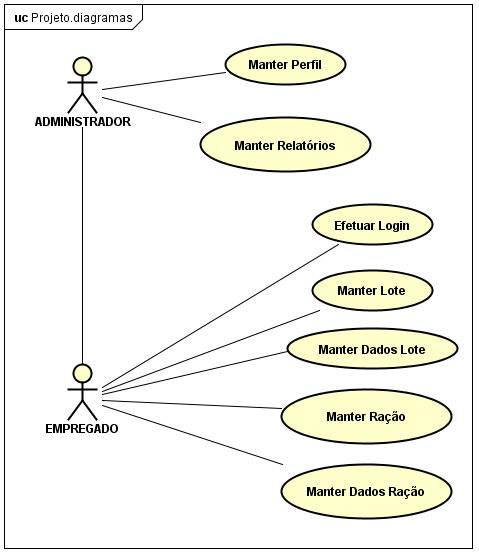 uc Projeto.diagramas
Manter Perfil
ADMINISTRADOR
Manter Relatórios
Efetuar Login
Manter Lote
Manter Dados Lote
Manter Ração
EMPREGADO
Manter Dados Ração